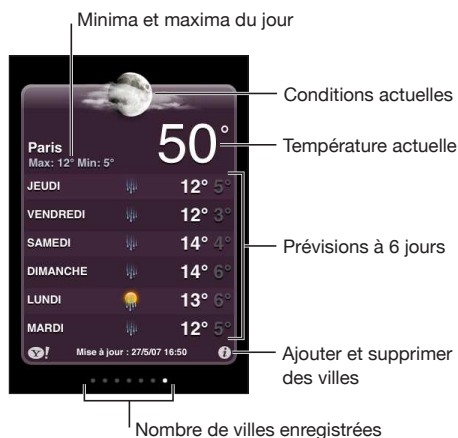 Minima et maxima du jour
Conditions actuelles
Paris
Max: 12° Min: 5°
50°
Température actuelle
JEUDI 12° 5°
VENDREDI 12° 3°
SAMEDI 14° 4°
Prévisions à 6 jours
DIMANCHE 14° 6°
LUNDI 13° 6°
MARDI 12° 5°
Y! Mise à jour : 27/5/07 16:50 i
Ajouter et supprimer
des villes
Nombre de villes enregistrées